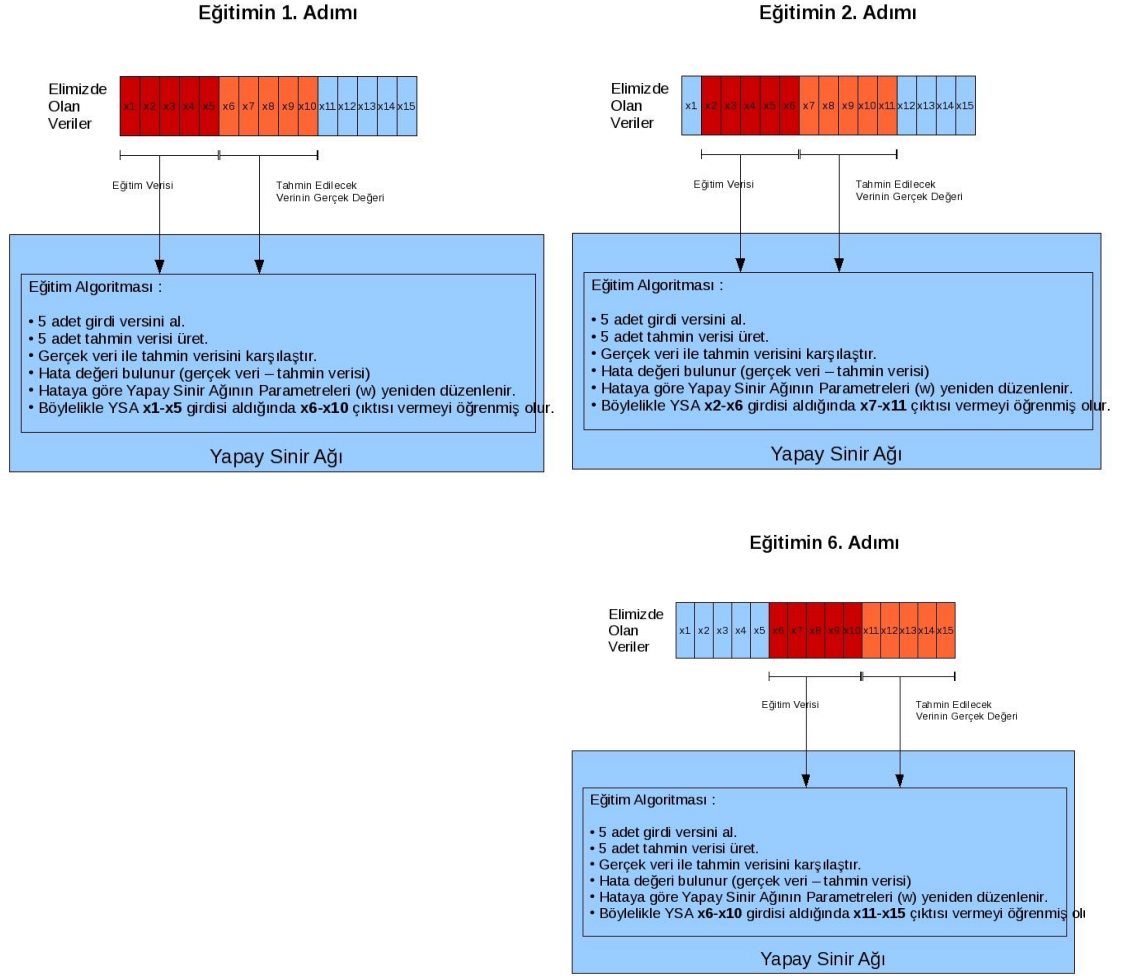 Eğitimin 1. Adımı
Elimizde
Olan
Veriler
x1 x2 x3 x4 x5 x6 x7 x8 x9 x10 x11 x12 x13 x14 x15
Eğitim Verisi
Tahmin Edilecek
Verinin Gerçek Değeri
Eğitim Algoritması :
• 5 adet girdi versini al.
• 5 adet tahmin verisi üret.
• Gerçek veri ile tahmin verisini karşılaştır.
• Hata değeri bulunur (gerçek veri – tahmin verisi)
• Hataya göre Yapay Sinir Ağının Parametreleri (w) yeniden düzenlenir.
• Böylelikle YSA x1-x5 girdisi aldığında x6-x10 çıktısı vermeyi öğrenmiş olur.
Yapay Sinir Ağı
Eğitimin 2. Adımı
Elimizde
Olan
Veriler
x1 x2 x3 x4 x5 x6 x7 x8 x9 x10 x11 x12 x13 x14 x15
Eğitim Verisi
Tahmin Edilecek
Verinin Gerçek Değeri
Eğitim Algoritması :
• 5 adet girdi versini al.
• 5 adet tahmin verisi üret.
• Gerçek veri ile tahmin verisini karşılaştır.
• Hata değeri bulunur (gerçek veri – tahmin verisi)
• Hataya göre Yapay Sinir Ağının Parametreleri (w) yeniden düzenlenir.
• Böylelikle YSA x2-x6 girdisi aldığında x7-x11 çıktısı vermeyi öğrenmiş olur.
Yapay Sinir Ağı
Eğitimin 6. Adımı
Elimizde
Olan
Veriler
x1 x2 x3 x4 x5 x6 x7 x8 x9 x10 x11 x12 x13 x14 x15
Eğitim Verisi
Tahmin Edilecek
Verinin Gerçek Değeri
Eğitim Algoritması :
• 5 adet girdi versini al.
• 5 adet tahmin verisi üret.
• Gerçek veri ile tahmin verisini karşılaştır.
• Hata değeri bulunur (gerçek veri – tahmin verisi)
• Hataya göre Yapay Sinir Ağının Parametreleri (w) yeniden düzenlenir.
• Böylelikle YSA x6-x10 girdisi aldığında x11-x15 çıktısı vermeyi öğrenmiş
Yapay Sinir Ağı